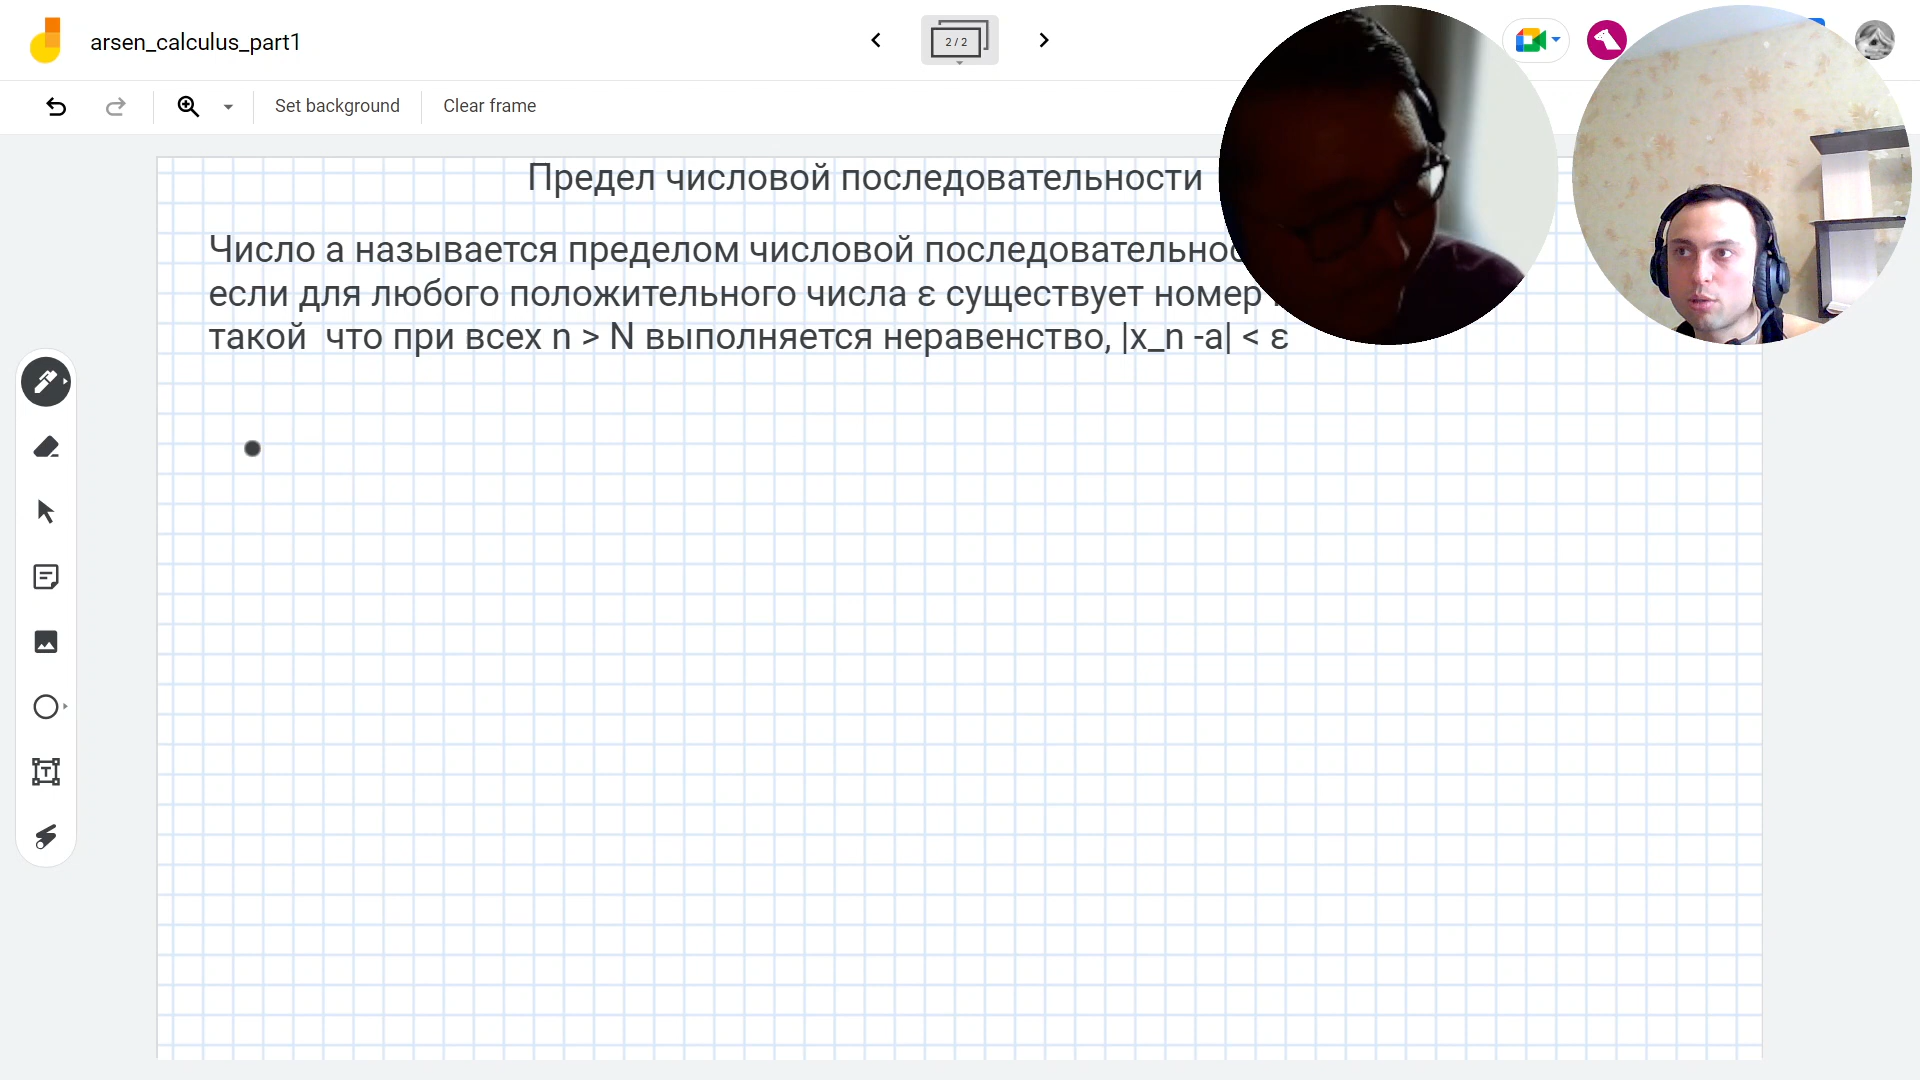 arsen_calculus_part1
2 / 2
Set background
Clear frame
Предел числовой последовательности
Число a называется пределом числовой
если для любого положительного числа ε существует номер
такой что при всех n > N выполняется неравенство, |x_n -a| < ε